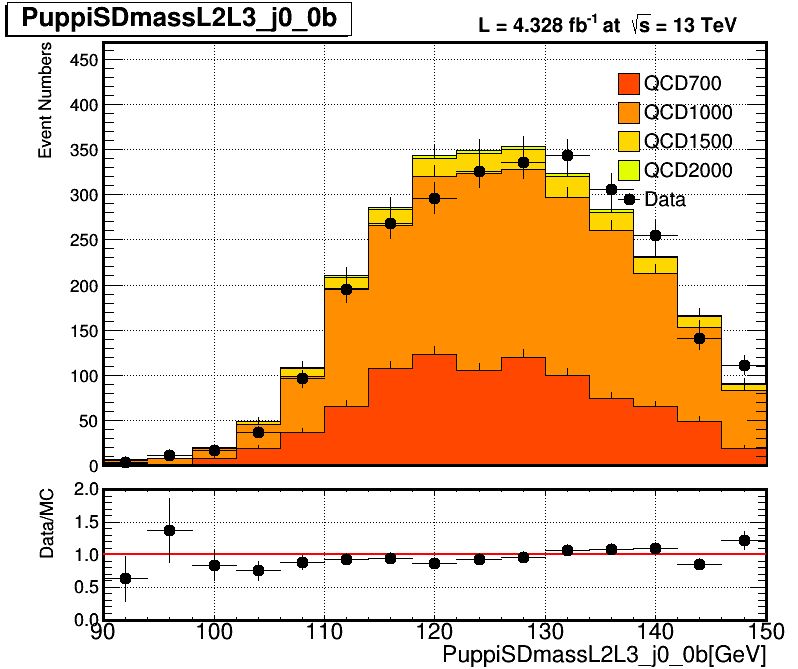 PuppiSDmassL2L3_j0_0b
L = 4.328 fb⁻¹ at √s = 13 TeV
Event Numbers
450
400
350
300
250
200
150
100
50
0
QCD700
QCD1000
QCD1500
QCD2000
Data
Data/MC
2.0
1.5
1.0
0.5
0.0
90 100 110 120 130 140 150
PuppiSDmassL2L3_j0_0b[GeV]